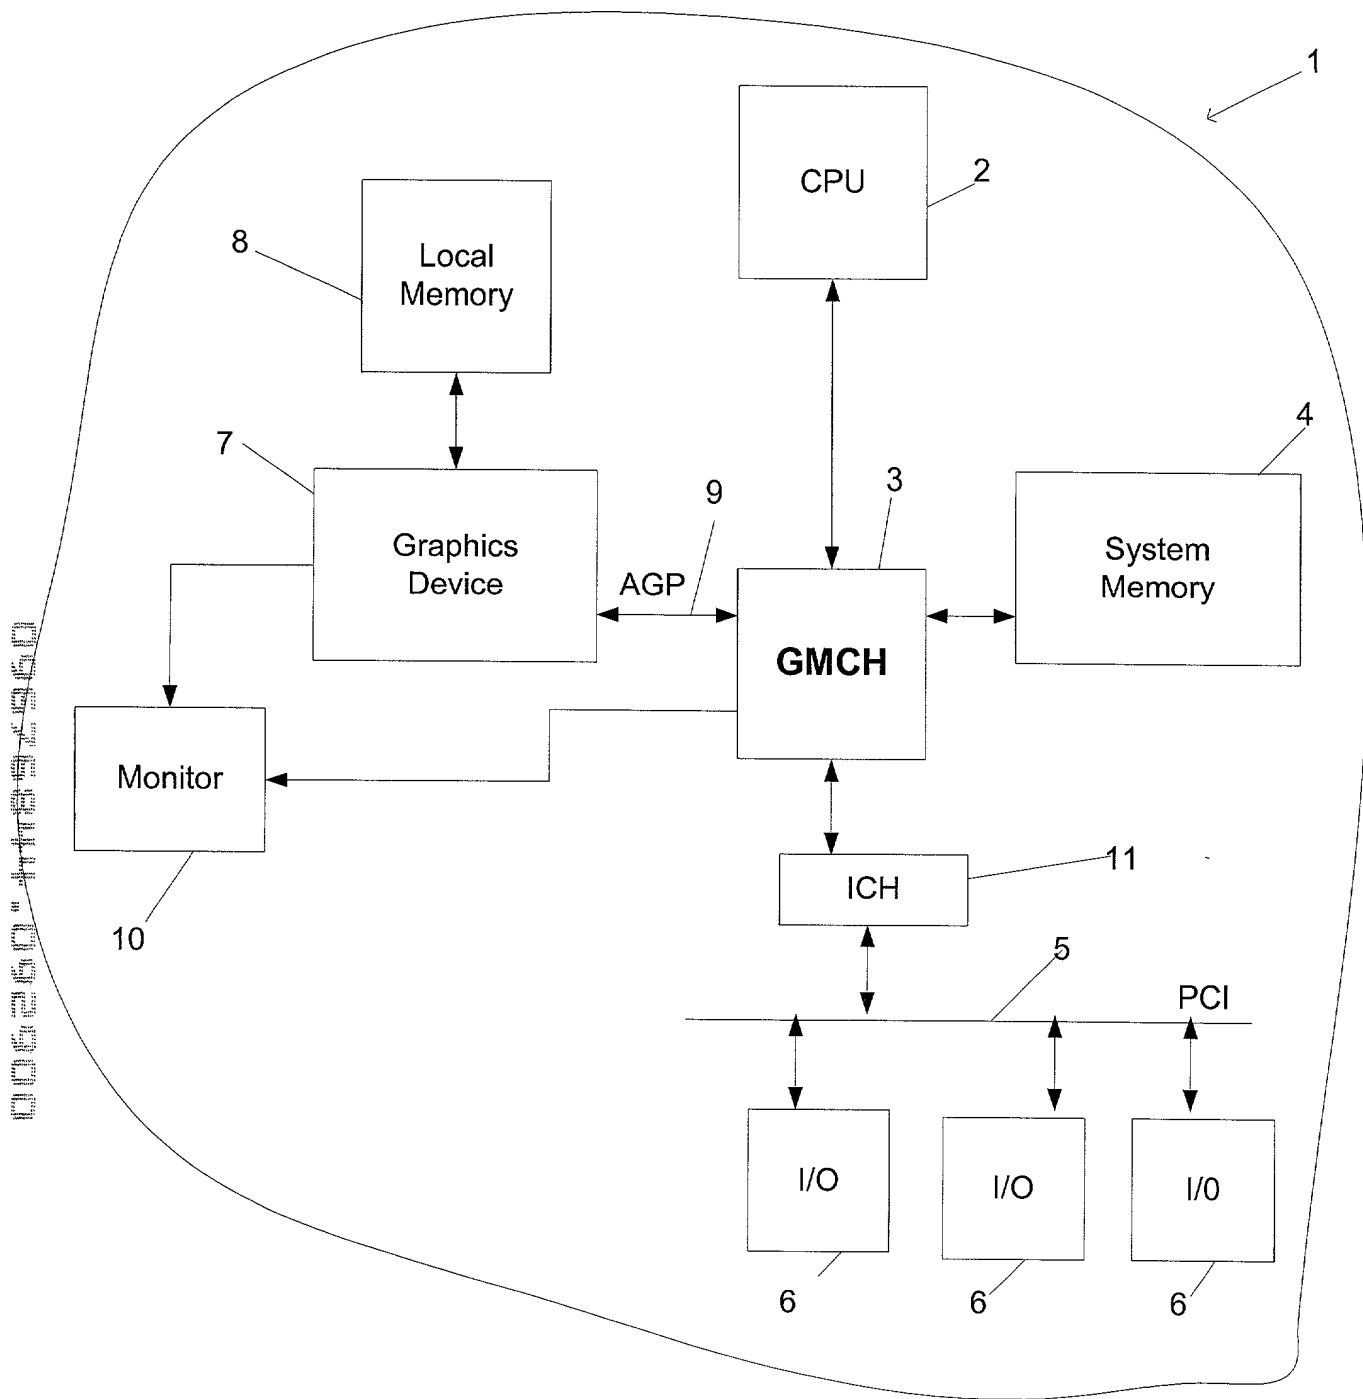 1
CPU
2
8
Local
Memory
7
4
9
3
Graphics
Device
AGP
System
Memory
GMCH
Monitor
10
ICH
11
5
PCI
I/O
I/O
I/0
6
6
6